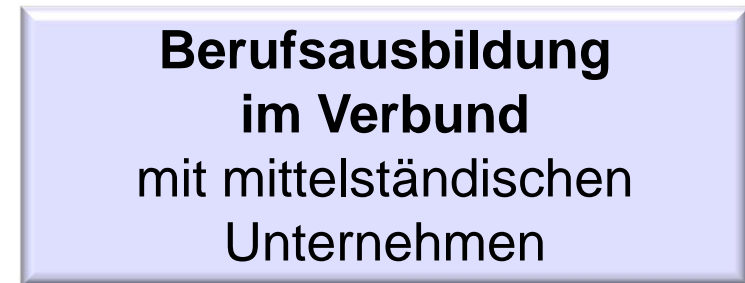 Berufsausbildung
im Verbund
mit mittelständischen
Unternehmen